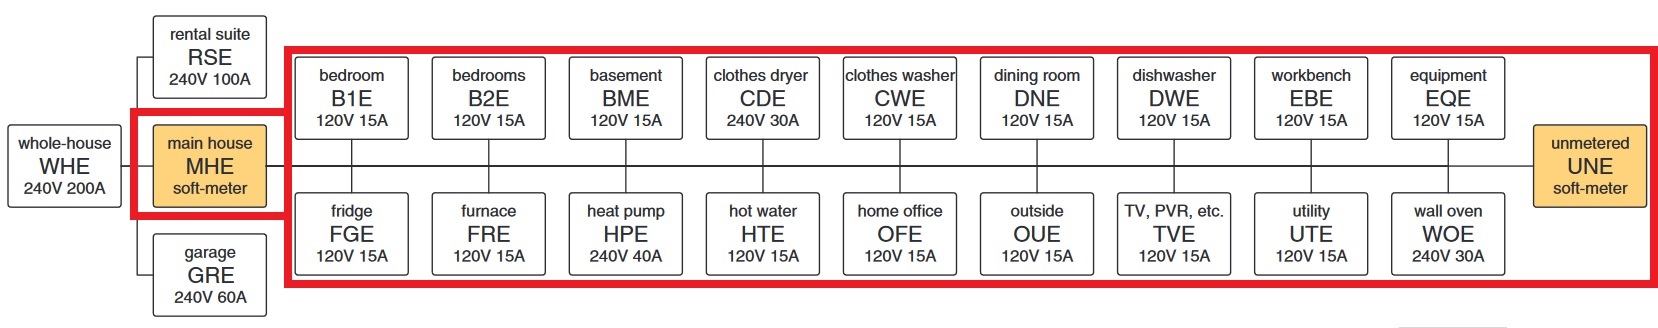 rental suite
RSE
240V 100A
whole-house
WHE
240V 200A
main house
MHE
soft-meter
garage
GRE
240V 60A
bedroom
B1E
120V 15A
bedrooms
B2E
120V 15A
basement
BME
120V 15A
clothes dryer
CDE
240V 30A
clothes washer
CWE
120V 15A
dining room
DNE
120V 15A
dishwasher
DWE
120V 15A
workbench
EBE
120V 15A
equipment
EQE
120V 15A
fridge
FGE
120V 15A
furnace
FRE
120V 15A
heat pump
HPE
240V 40A
hot water
HTE
120V 15A
home office
OFE
120V 15A
outside
OUE
120V 15A
TV, PVR, etc.
TVE
120V 15A
utility
UTE
120V 15A
wall oven
WOE
240V 30A
unmetered
UNE
soft-meter